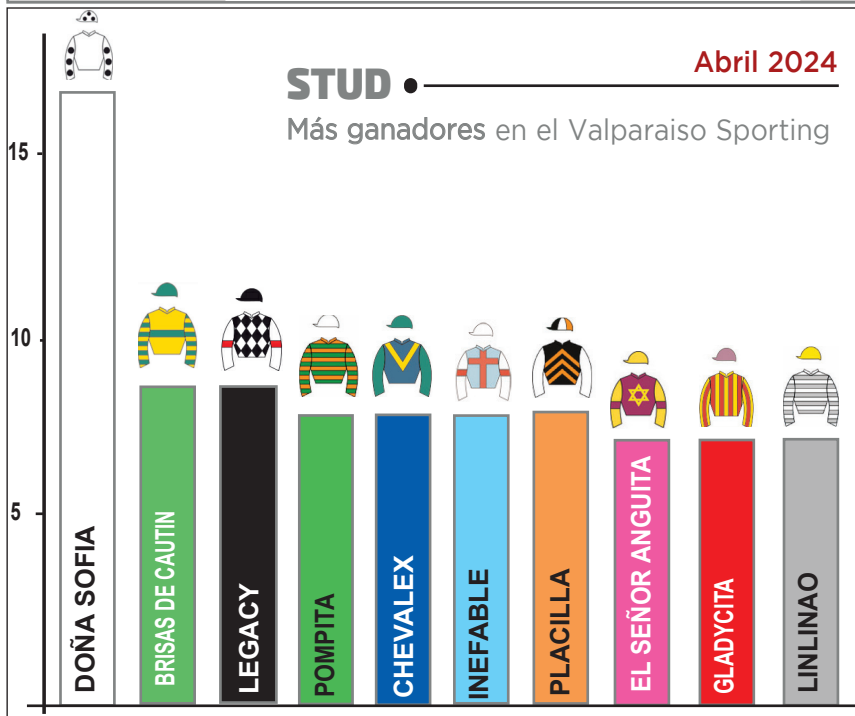 Abril 2024
STUD
Más ganadores en el Valparaiso Sporting
15
10
5
DOÑA SOFIA
BRISAS DE CAUTIN
LEGACY
POMPITA
CHEVALEX
INEFABLE
PLACILLA
EL SEÑOR ANGUITA
GLADYCITA
LINLINAO